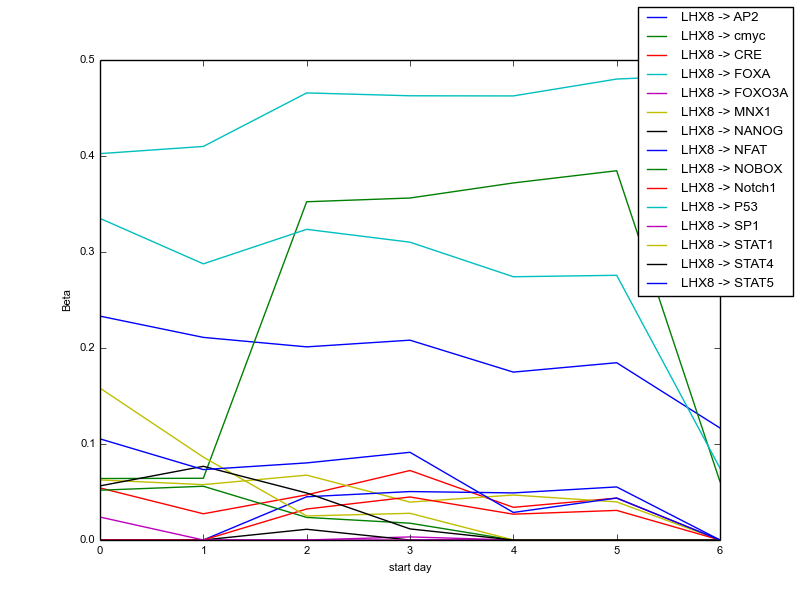 LHX8 -> AP2
LHX8 -> cmyc
LHX8 -> CRE
LHX8 -> FOXA
LHX8 -> FOXO3A
LHX8 -> MNX1
LHX8 -> NANOG
LHX8 -> NFAT
LHX8 -> NOBOX
LHX8 -> Notch1
LHX8 -> P53
LHX8 -> SP1
LHX8 -> STAT1
LHX8 -> STAT4
LHX8 -> STAT5
0.5
0.4
0.3
0.2
0.1
0.0
Beta
0 1 2 3 4 5 6
start day